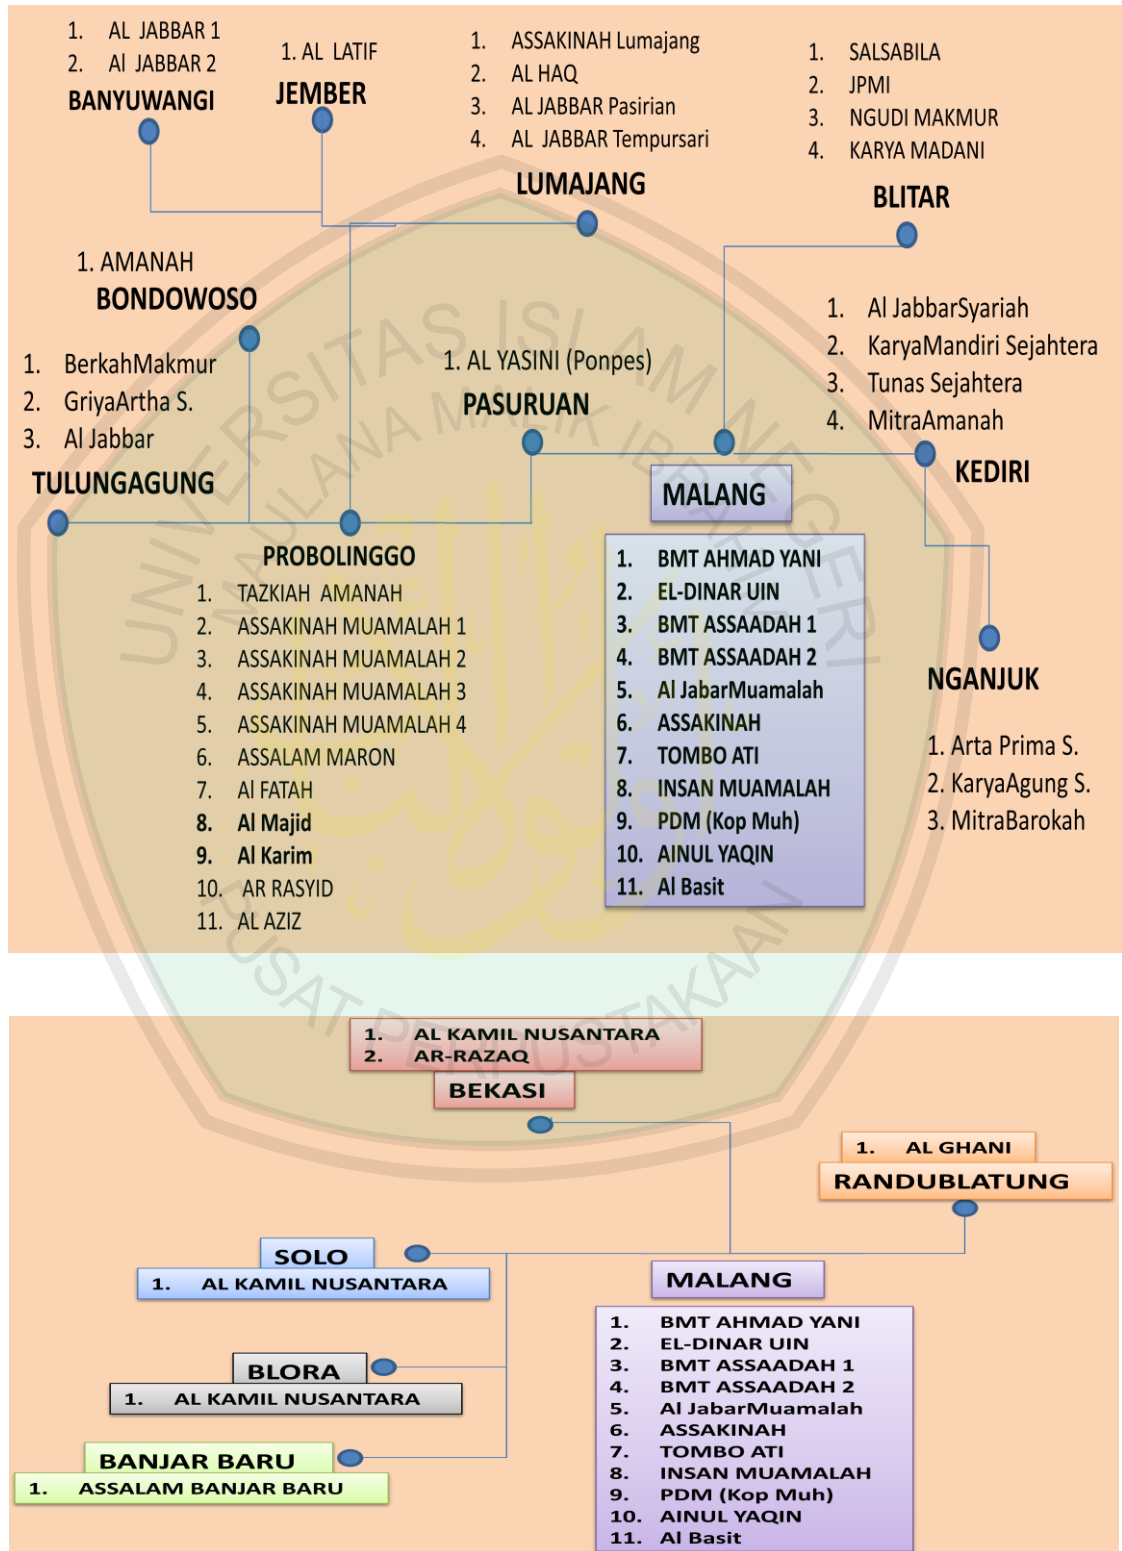 1. AL JABBAR 1
2. Al JABBAR 2
BANYUWANGI
1. AL LATIF
JEMBER
1. ASSAKINAH Lumajang
2. AL HAQ
3. AL JABBAR Pasirian
4. AL JABBAR Tempursari
LUMAJANG
1. SALSABILA
2. JPMI
3. NGUDI MAKMUR
4. KARYA MADANI
BLITAR
1. AMANAH
BONDOWOSO
1. BerkahMakmur
2. GriyaArtha S.
3. Al Jabbar
TULUNGAGUNG
1. AL YASINI (Ponpes)
PASURUAN
1. Al JabbarSyariah
2. KaryaMandiri Sejahtera
3. Tunas Sejahtera
4. MitraAmanah
KEDIRI
PROBOLINGGO
1. TAZKIAH AMANAH
2. ASSAKINAH MUAMALAH 1
3. ASSAKINAH MUAMALAH 2
4. ASSAKINAH MUAMALAH 3
5. ASSAKINAH MUAMALAH 4
6. ASSALAM MARON
7. Al FATAH
8. Al Majid
9. Al Karim
10. AR RASYID
11. AL AZIZ
MALANG
1. BMT AHMAD YANI
2. EL-DINAR UIN
3. BMT ASSAADAH 1
4. BMT ASSAADAH 2
5. Al JabarMuamalah
6. ASSAKINAH
7. TOMBO ATI
8. INSAN MUAMALAH
9. PDM (Kop Muh)
10. AINUL YAQIN
11. Al Basit
NGANJUK
1. Arta Prima S.
2. KaryaAgung S.
3. MitraBarokah
UNIVERSITAS ISLAM NEGERI
MAULANA MALIK IBRAHIM
PUSAT PERPUSTAKAAN
1. AL KAMIL NUSANTARA
2. AR-RAZAQ
BEKASI
1. AL GHANI
RANDUBLATUNG
SOLO
1. AL KAMIL NUSANTARA
BLORA
1. AL KAMIL NUSANTARA
BANJAR BARU
1. ASSALAM BANJAR BARU
MALANG
1. BMT AHMAD YANI
2. EL-DINAR UIN
3. BMT ASSAADAH 1
4. BMT ASSAADAH 2
5. Al JabarMuamalah
6. ASSAKINAH
7. TOMBO ATI
8. INSAN MUAMALAH
9. PDM (Kop Muh)
10. AINUL YAQIN
11. Al Basit